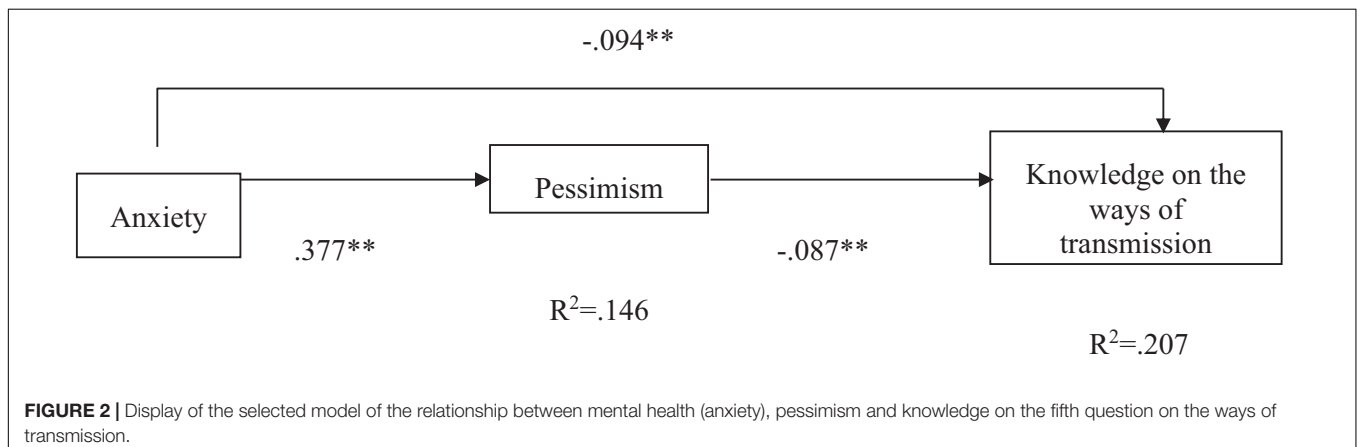 -.094**
Anxiety
Pessimism
Knowledge on the
ways of
transmission
.377**
-.087**
R²=.146
R²=.207
FIGURE 2 | Display of the selected model of the relationship between mental health (anxiety), pessimism and knowledge on the fifth question on the ways of
transmission.